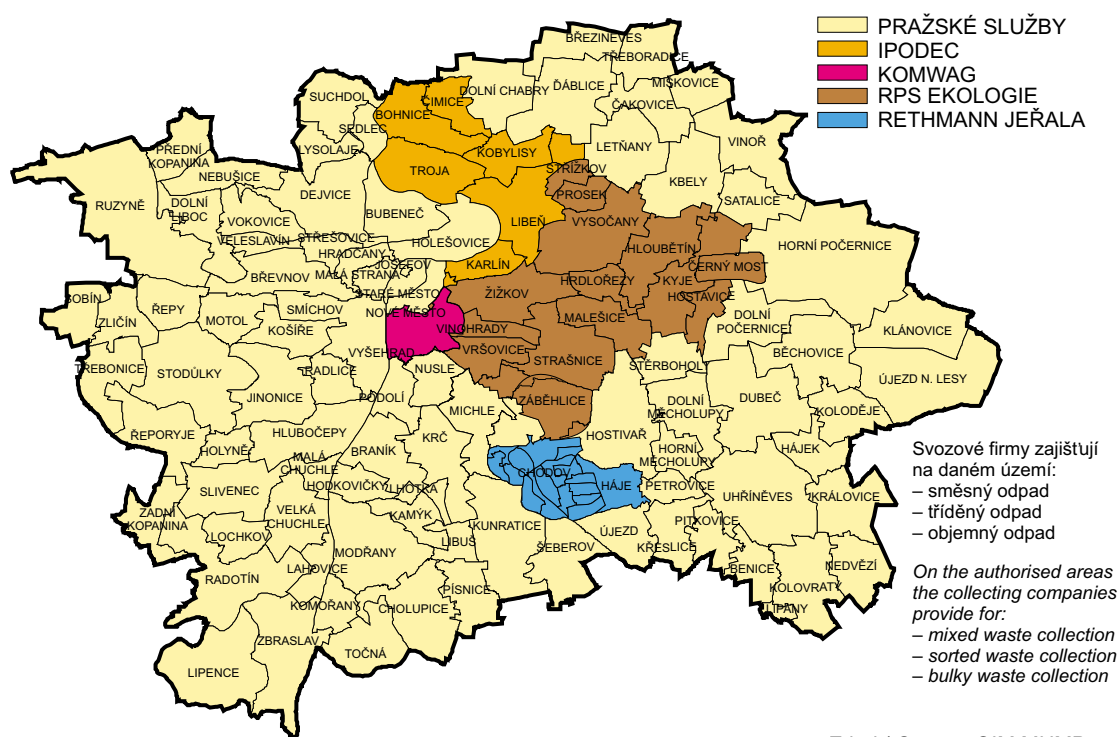 PRAŽSKÉ SLUŽBY
IPODEC
KOMWAG
RPS EKOLOGIE
RETHMANN JEŘALA
BŘEZINĚVES
TŘEBORADICE
MIŠKOVICE
DOLNÍ CHABRY
ĎÁBLICE
ČAKOVICE
SUCHDOL
ČIMICE
BOHNICE
SEDLEC
LYSOLAJE
KOBYLISY
LETŇANY
VINOŘ
PŘEDNÍ
KOPANINA
NEBUŠICE
TROJA
STŘÍŽKOV
PROSEK
KBELY
SATALICE
RUZYNĚ
DOLNÍ
LIBOC
DEJVICE
BUBENEČ
LIBEŇ
VYSOČANY
VOKOVICE
VELESLAVÍN
STŘEŠOVICE
HOLEŠOVICE
HLOUBĚTÍN
HORNÍ POČERNICE
HRADČANY
JOSEFOV
KARLÍN
ČERNÝ MOST
BŘEVNOV
MALÁ STRANA
HRDLOŘEZY
KYJE
HOSTAVICE
SOBÍN
ŘEPY
STARÉ MĚSTO
ŽIŽKOV
ZLIČÍN
MOTOL
SMÍCHOV
NOVÉ MĚSTO
MALEŠICE
DOLNÍ
POČERNICE
KOŠÍŘE
VINOHRADY
KLÁNOVICE
VYŠEHRAD
VRŠOVICE
STRAŠNICE
BĚCHOVICE
TŘEBONICE
STODŮLKY
RADLICE
NUSLE
ŠTĚRBOHOLY
ÚJEZD N. LESY
JINONICE
PODOLÍ
ZÁBĚHLICE
DOLNÍ
MĚCHOLUPY
DUBEČ
KOLODĚJE
MICHLE
ŘEPORYJE
HLUBOČEPY
KRČ
HOSTIVAŘ
HOLYNĚ
MALÁ
CHUCHLE
BRANÍK
HORNÍ
MĚCHOLUPY
HÁJEK
CHODOV
HÁJE
PETROVICE
SLIVENEC
HODKOVIČKY
LHOTKA
UHŘÍNĚVES
KRÁLOVICE
ZADNÍ
KOPANINA
VELKÁ
CHUCHLE
KAMÝK
KUNRATICE
PITKOVICE
LOCHKOV
LIBUŠ
ÚJEZD
MODŘANY
ŠEBEROV
KŘESLICE
RADOTÍN
LAHOVICE
BENICE
NEDVĚZÍ
PÍSNICE
KOLOVRATY
KOMOŘANY
CHOLUPICE
LIPANY
ZBRASLAV
TOČNÁ
LIPENCE
Svozové firmy zajišťují
na daném území:
– směsný odpad
– tříděný odpad
– objemný odpad
On the authorised areas
the collecting companies
provide for:
– mixed waste collection
– sorted waste collection
– bulky waste collection